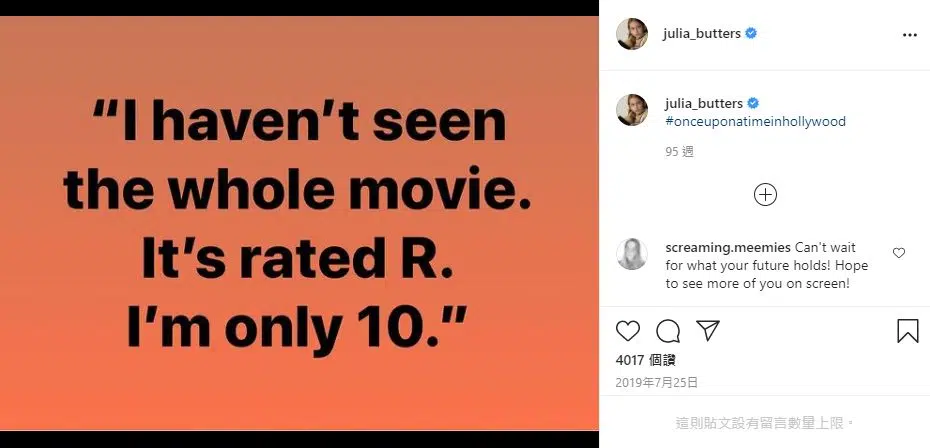 “I haven’t seen
the whole movie.
It’s rated R.
I’m only 10.”
julia_butters
julia_butters
#onceuponatimeinhollywood
95 週
screaming.meemies Can't wait
for what your future holds! Hope
to see more of you on screen!
4017 個讚
2019年7月25日
這則貼文設有留言數量上限。